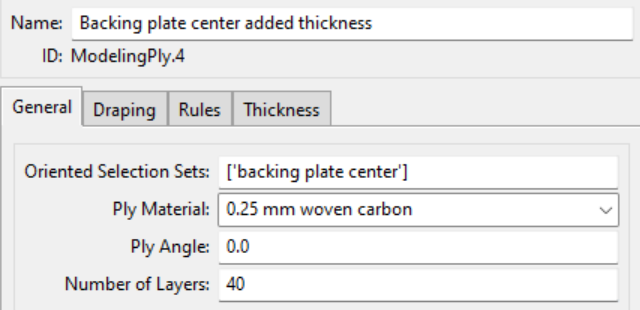 Name: Backing plate center added thickness
ID: ModelingPly.4
General Draping Rules Thickness
Oriented Selection Sets: ['backing plate center']
Ply Material: 0.25 mm woven carbon
Ply Angle: 0.0
Number of Layers: 40